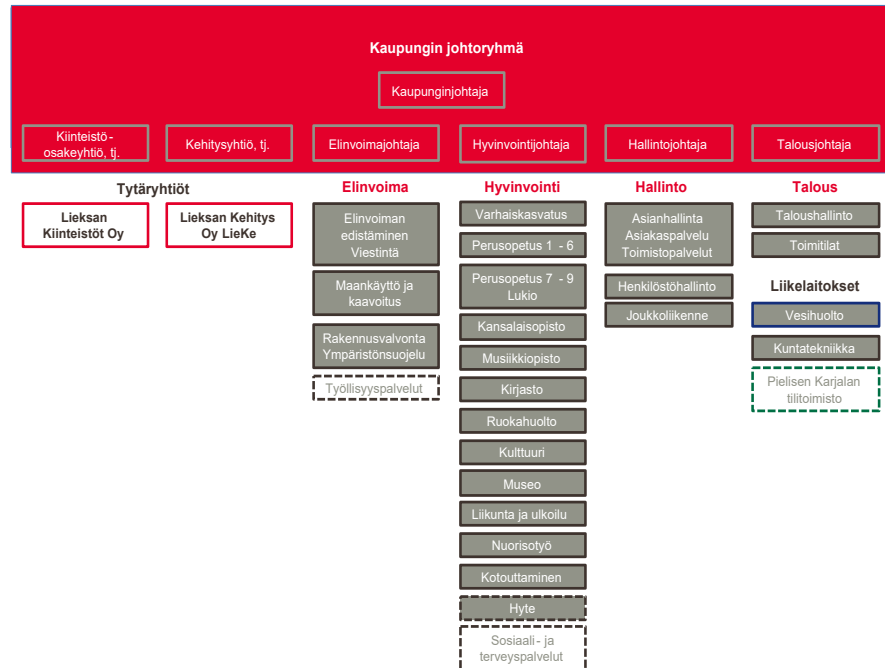 Kaupungin johtoryhmä
Kaupunginjohtaja
Kiinteistö-
osakeyhtiö, tj.
Kehitysyhtiö, tj.
Elinvoimajohtaja
Hyvinvointijohtaja
Hallintojohtaja
Talousjohtaja
Tytäryhtiöt
Lieksan
Kiinteistöt Oy
Lieksan Kehitys
Oy LieKe
Elinvoima
Elinvoiman
edistäminen
Viestintä
Maankäyttö ja
kaavoitus
Rakennusvalvonta
Ympäristönsuojelu
Työllisyyspalvelut
Hyvinvointi
Varhaiskasvatus
Perusopetus 1 - 6
Perusopetus 7 - 9
Lukio
Kansalaisopisto
Musiikkiopisto
Kirjasto
Ruokahuolto
Kulttuuri
Museo
Liikunta ja ulkoilu
Nuorisotyö
Kotouttaminen
Hyte
Sosiaali- ja
terveyspalvelut
Hallinto
Asianhallinta
Asiakaspalvelu
Toimistopalvelut
Henkilöstöhallinto
Joukkoliikenne
Talous
Taloushallinto
Toimitilat
Liikelaitokset
Vesihuolto
Kuntatekniikka
Pielisen Karjalan
tilitoimisto